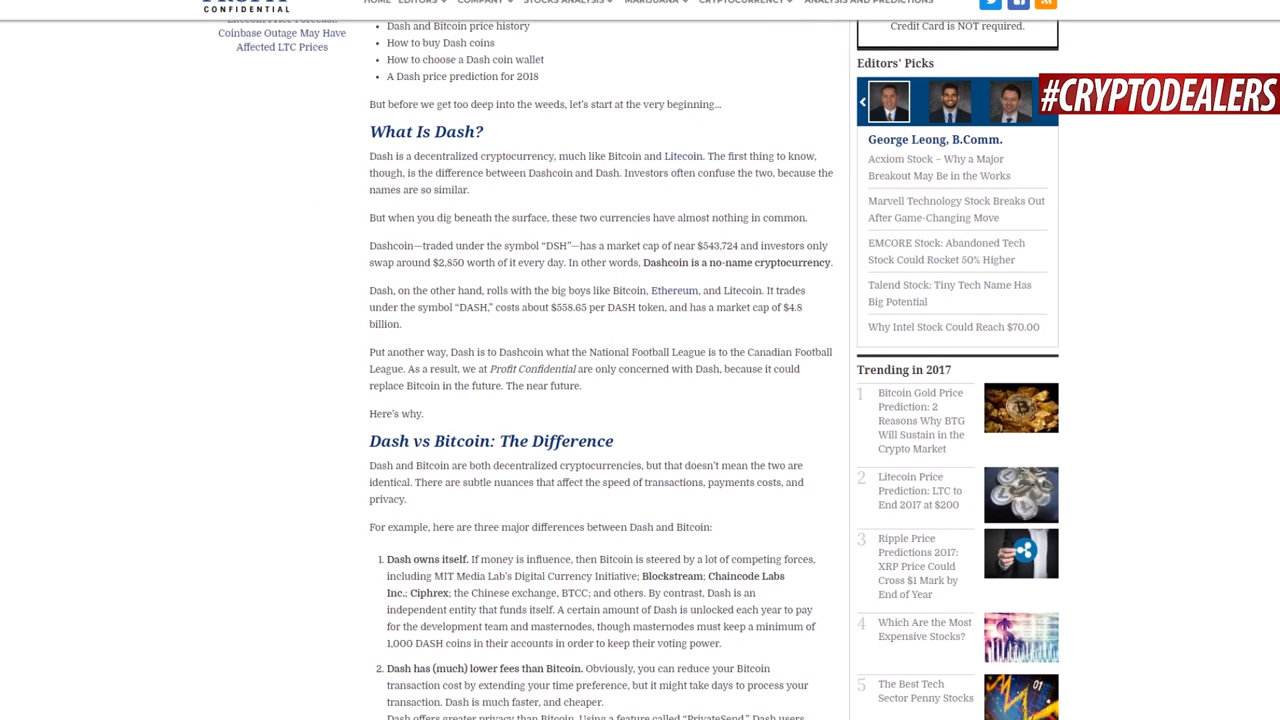 CONFIDENTIAL
HOME EDITORS COMPANY STOCKS ANALYSIS MARIJUANA CRYPTOCURRENCY ANALYSIS AND PREDICTIONS
Litecoin Price Forecast:
Coinbase Outage May Have
Affected LTC Prices
Dash and Bitcoin price history
How to buy Dash coins
How to choose a Dash coin wallet
A Dash price prediction for 2018
But before we get too deep into the weeds, let's start at the very beginning…
What Is Dash?
Dash is a decentralized cryptocurrency, much like Bitcoin and Litecoin. The first thing to know,
though, is the difference between Dashcoin and Dash. Investors often confuse the two, because the
names are so similar.
But when you dig beneath the surface, these two currencies have almost nothing in common.
Dashcoin—traded under the symbol "DSH"—has a market cap of near $543,724 and investors only
swap around $2,850 worth of it every day. In other words, Dashcoin is a no-name cryptocurrency.
Dash, on the other hand, rolls with the big boys like Bitcoin, Ethereum, and Litecoin. It trades
under the symbol "DASH," costs about $558.65 per DASH token, and has a market cap of $4.8
billion.
Put another way, Dash is to Dashcoin what the National Football League is to the Canadian Football
League. As a result, we at Profit Confidential are only concerned with Dash, because it could
replace Bitcoin in the future. The near future.
Here's why.
Dash vs Bitcoin: The Difference
Dash and Bitcoin are both decentralized cryptocurrencies, but that doesn't mean the two are
identical. There are subtle nuances that affect the speed of transactions, payments costs, and
privacy.
For example, here are three major differences between Dash and Bitcoin:
1. Dash owns itself. If money is influence, then Bitcoin is steered by a lot of competing forces,
including MIT Media Lab's Digital Currency Initiative; Blockstream; Chaincode Labs
Inc.; Ciphrex; the Chinese exchange, BTCC; and others. By contrast, Dash is an
independent entity that funds itself. A certain amount of Dash is unlocked each year to pay
for the development team and masternodes, though masternodes must keep a minimum of
1,000 DASH coins in their accounts in order to keep their voting power.
2. Dash has (much) lower fees than Bitcoin. Obviously, you can reduce your Bitcoin
transaction cost by extending your time preference, but it might take days to process your
transaction. Dash is much faster, and cheaper.
Dash offers greater privacy than Bitcoin. Using a feature called "PrivateSend," Dash users
Credit Card is NOT required.
Editors' Picks
#CRYPTODEALERS
George Leong, B.Comm.
Acxiom Stock – Why a Major
Breakout May Be in the Works
Marvell Technology Stock Breaks Out
After Game-Changing Move
EMCORE Stock: Abandoned Tech
Stock Could Rocket 50% Higher
Talend Stock: Tiny Tech Name Has
Big Potential
Why Intel Stock Could Reach $70.00
Trending in 2017
1 Bitcoin Gold Price
Prediction: 2
Reasons Why BTG
Will Sustain in the
Crypto Market
2 Litecoin Price
Prediction: LTC to
End 2017 at $200
3 Ripple Price
Predictions 2017:
XRP Price Could
Cross $1 Mark by
End of Year
4 Which Are the Most
Expensive Stocks?
5 The Best Tech
Sector Penny Stocks
01